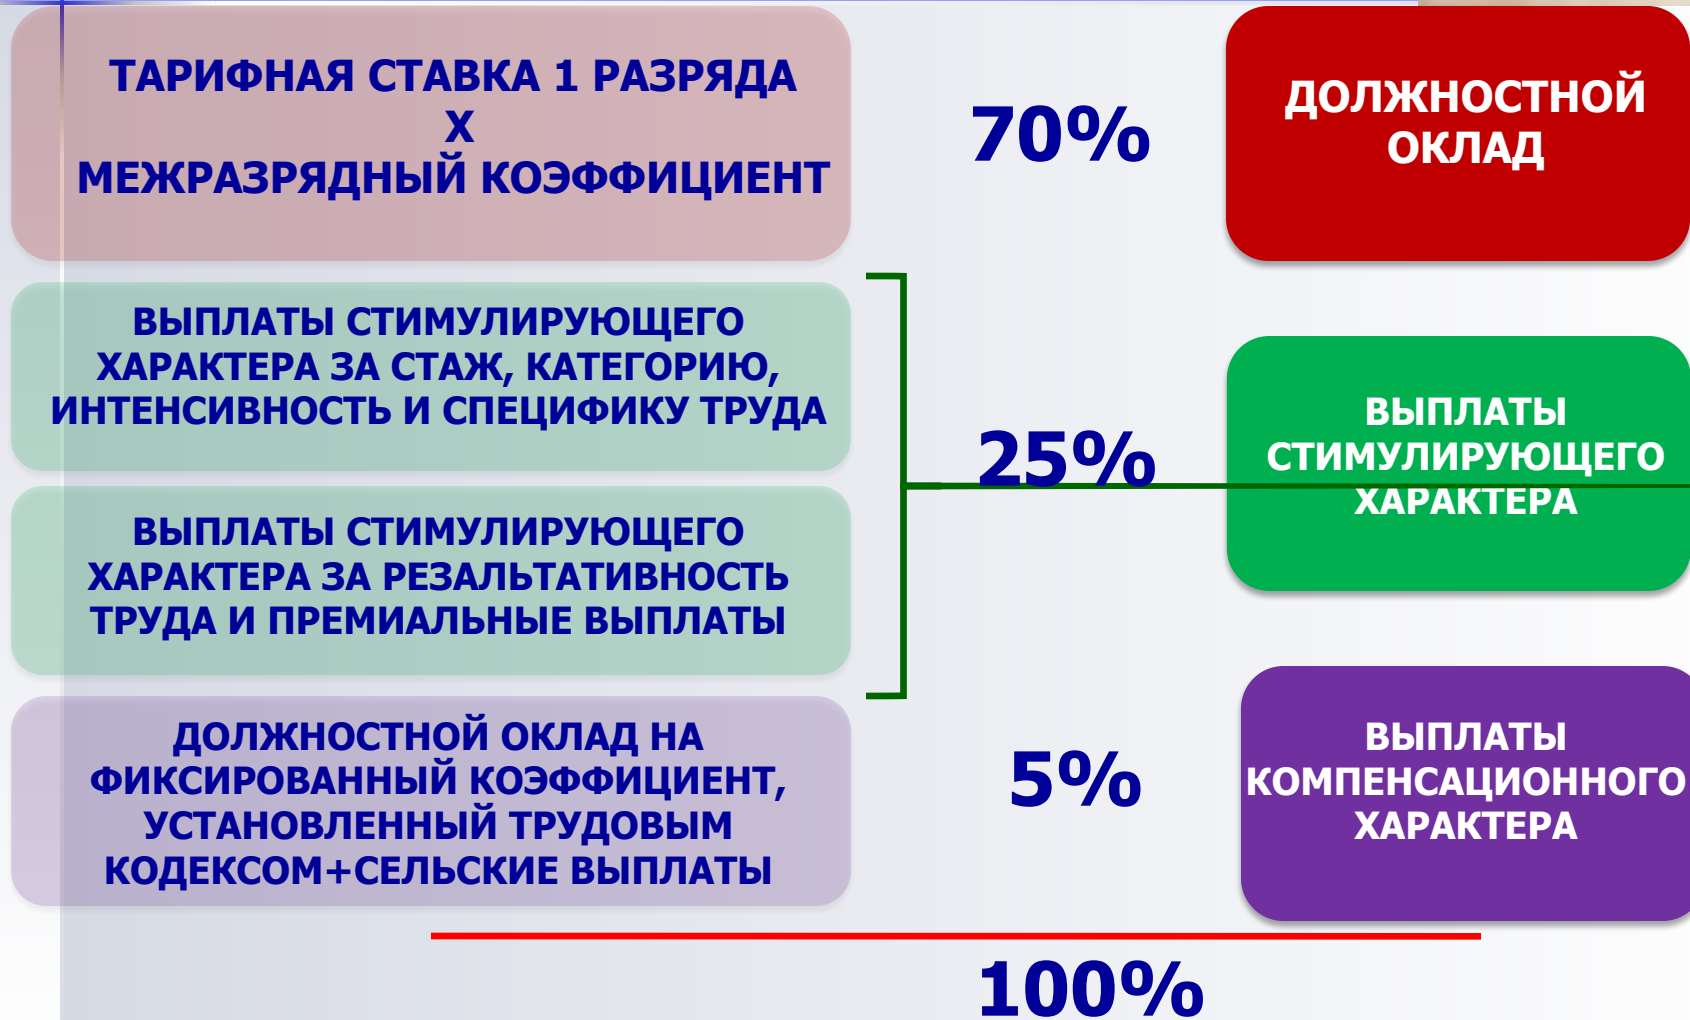 ТАРИФНАЯ СТАВКА 1 РАЗРЯДА
Х
МЕЖРАЗРЯДНЫЙ КОЭФФИЦИЕНТ
70%
ДОЛЖНОСТНОЙ
ОКЛАД
ВЫПЛАТЫ СТИМУЛИРУЮЩЕГО
ХАРАКТЕРА ЗА СТАЖ, КАТЕГОРИЮ,
ИНТЕНСИВНОСТЬ И СПЕЦИФИКУ ТРУДА
ВЫПЛАТЫ СТИМУЛИРУЮЩЕГО
ХАРАКТЕРА ЗА РЕЗАЛЬТАТИВНОСТЬ
ТРУДА И ПРЕМИАЛЬНЫЕ ВЫПЛАТЫ
25%
ВЫПЛАТЫ
СТИМУЛИРУЮЩЕГО
ХАРАКТЕРА
ДОЛЖНОСТНОЙ ОКЛАД НА
ФИКСИРОВАННЫЙ КОЭФФИЦИЕНТ,
УСТАНОВЛЕННЫЙ ТРУДОВЫМ
КОДЕКСОМ+СЕЛЬСКИЕ ВЫПЛАТЫ
5%
ВЫПЛАТЫ
КОМПЕНСАЦИОННОГО
ХАРАКТЕРА
100%